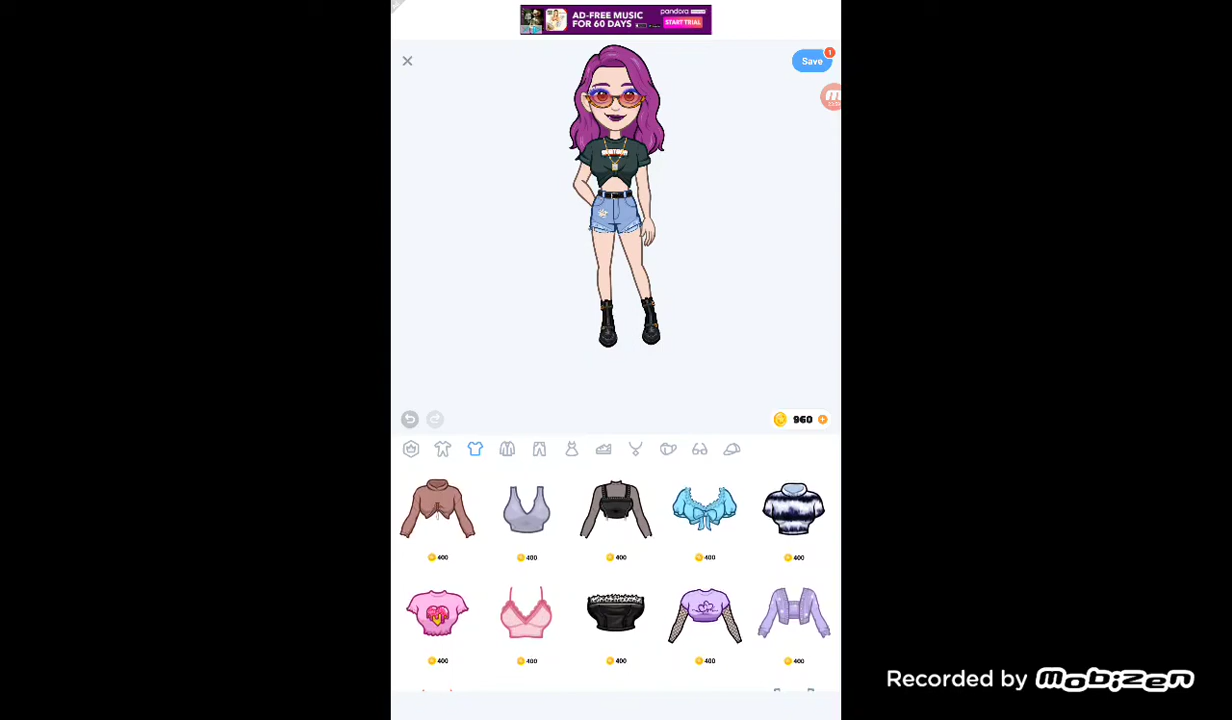 AD-FREE MUSIC
FOR 60 DAYS
pandora
START TRIAL
Save
1
960
400 400 400 400 400
400 400 400 400 400
Recorded by mobizen